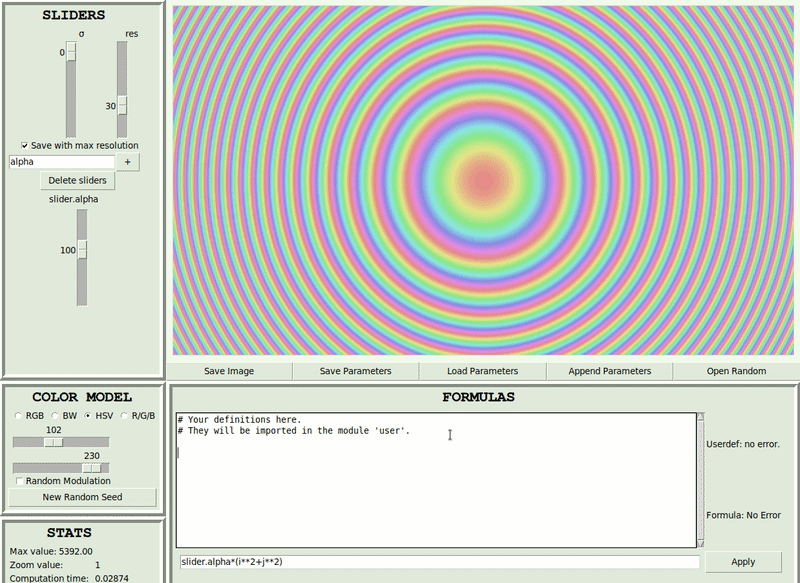 SLIDERS
σ res
0
30
Save with max resolution
alpha +
Delete sliders
slider.alpha
100
Save Image Save Parameters Load Parameters Append Parameters Open Random
COLOR MODEL
RGB BW HSV R/G/B
102
230
Random Modulation
New Random Seed
STATS
Max value: 5392.00
Zoom value: 1
Computation time: 0.02874
FORMULAS
# Your definitions here.
# They will be imported in the module 'user'.
Userdef: no error.
Formula: No Error
slider.alpha*(i**2+j**2)
Apply